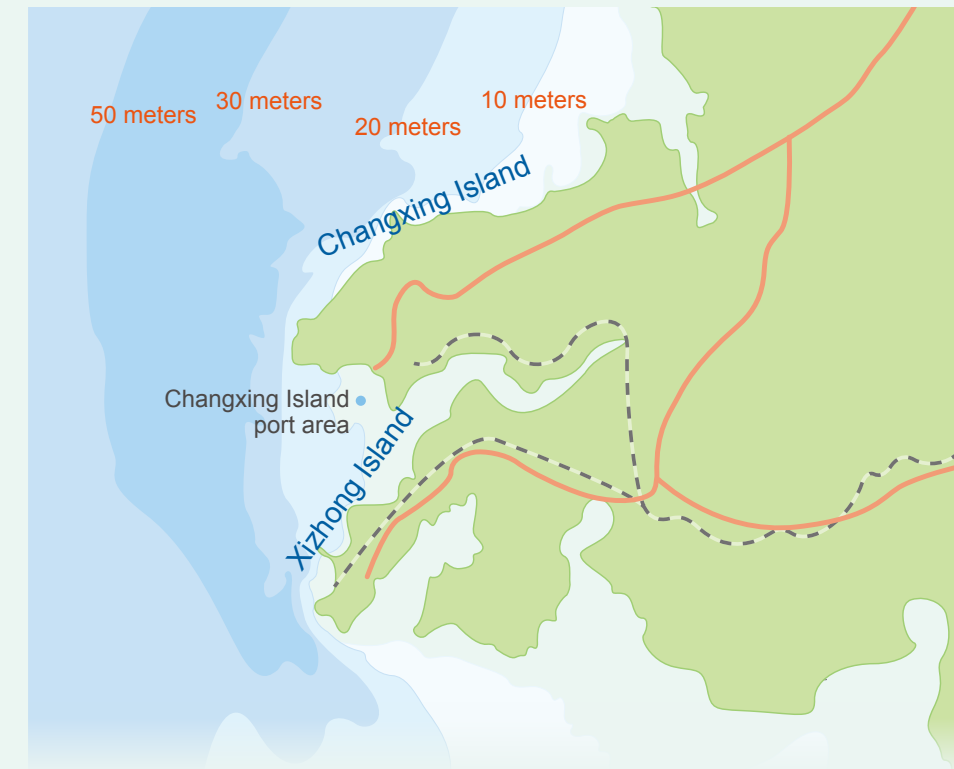 50 meters
30 meters
20 meters
10 meters
Changxing Island
Changxing Island
port area
Xizhong Island